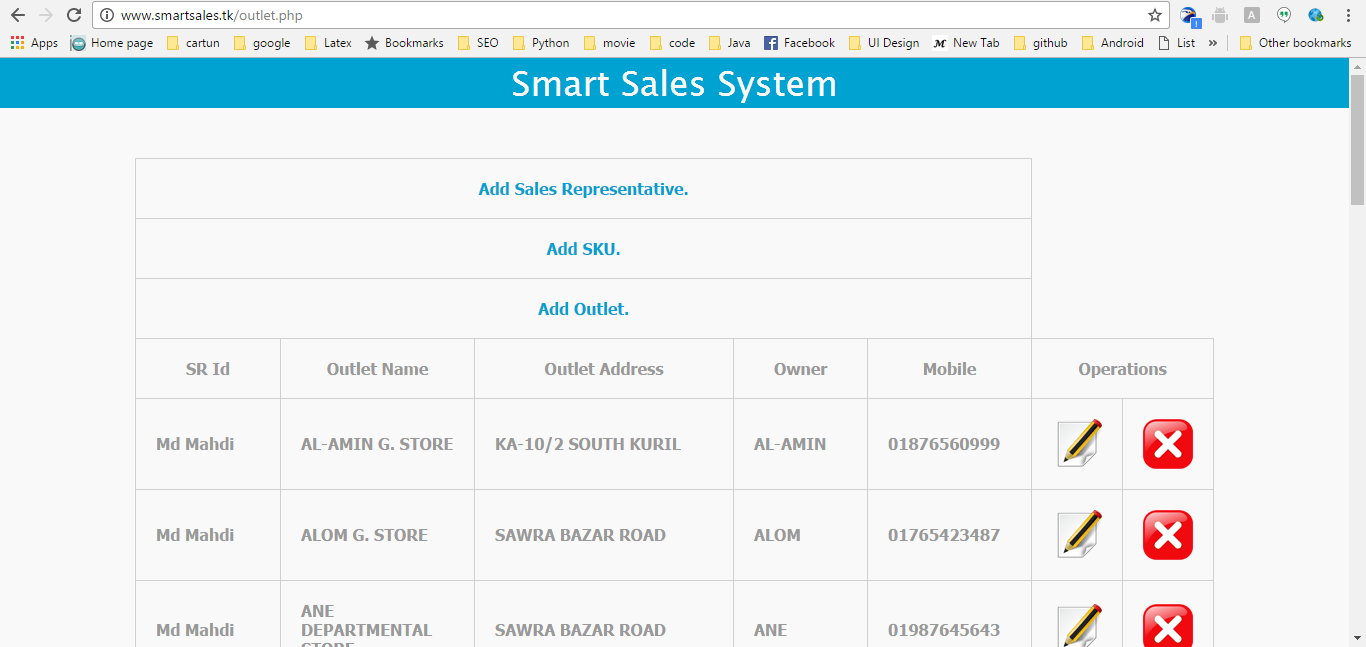 www.smartsales.tk/outlet.php
Apps Home page cartun google Latex Bookmarks SEO Python movie code Java Facebook UI Design New Tab github Android List » Other bookmarks
Smart Sales System
Add Sales Representative.
Add SKU.
Add Outlet.
SR Id Outlet Name Outlet Address Owner Mobile Operations
Md Mahdi AL-AMIN G. STORE KA-10/2 SOUTH KURIL AL-AMIN 01876560999
Md Mahdi ALOM G. STORE SAWRA BAZAR ROAD ALOM 01765423487
ANE
Md Mahdi DEPARTMENTAL SAWRA BAZAR ROAD ANE 01987645643
STORE